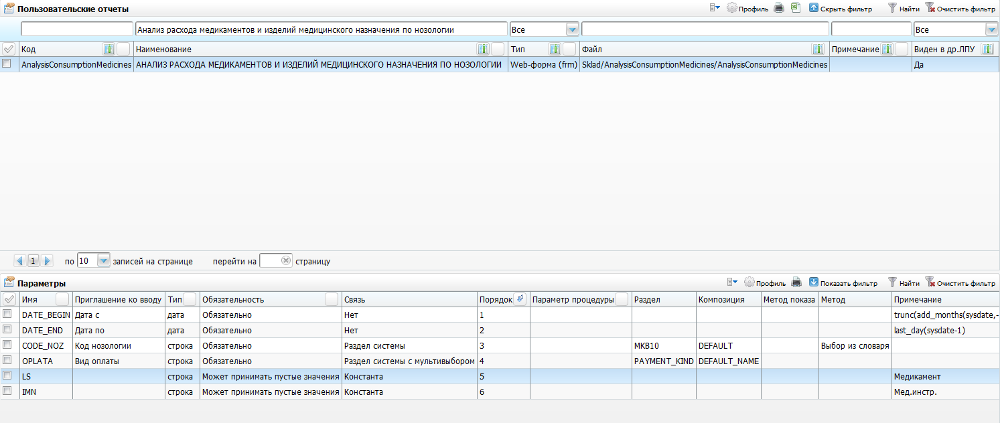 Пользовательские отчеты Профиль Скрыть фильтр Найти Очистить фильтр
Анализ расхода медикаментов и изделий медицинского назначения по нозологии Все Все
Код Наименование Тип Файл Примечание Виден в др.ЛПУ
AnalysisConsumptionMedicines АНАЛИЗ РАСХОДА МЕДИКАМЕНТОВ И ИЗДЕЛИЙ МЕДИЦИНСКОГО НАЗНАЧЕНИЯ ПО НОЗОЛОГИИ Web-форма (frm) Sklad/AnalysisConsumptionMedicines/AnalysisConsumptionMedicines Да
1 по 10 записей на странице перейти на страницу
Параметры Профиль Показать фильтр Найти Очистить фильтр
Имя Приглашение ко вводу Тип Обязательность Связь Порядок 1 Параметр процедуры Раздел Композиция Метод показа Метод Примечание
DATE_BEGIN Дата с дата Обязательно Нет 1 trunc(add_months(sysdate,-
DATE_END Дата по дата Обязательно Нет 2 last_day(sysdate-1)
CODE_NOZ Код нозологии строка Обязательно Раздел системы 3 MKB10 DEFAULT Выбор из словаря
OPLATA Вид оплаты строка Обязательно Раздел системы с мультивыбором 4 PAYMENT_KIND DEFAULT_NAME
LS строка Может принимать пустые значения Константа 5 Медикамент
IMN строка Может принимать пустые значения Константа 6 Мед.инстр.